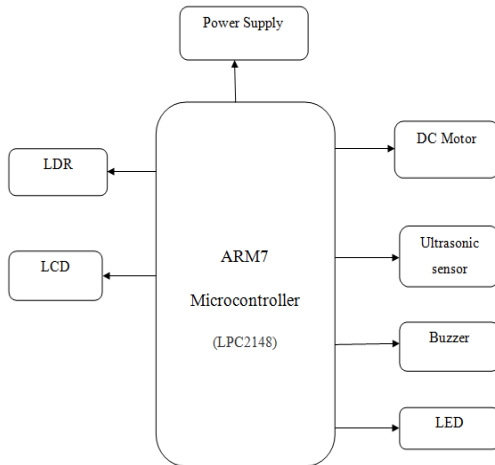 Power Supply
DC Motor
LDR
Ultrasonic
sensor
ARM7
LCD
Microcontroller
(LPC2148)
Buzzer
LED